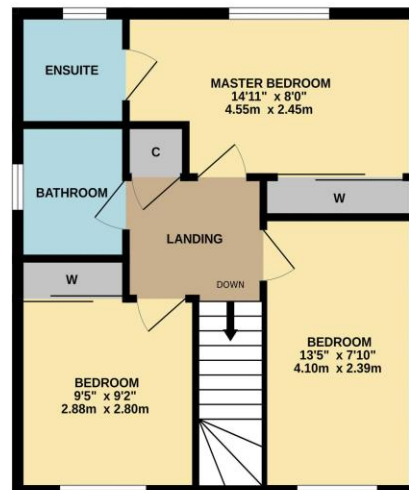 ENSUITE
MASTER BEDROOM
14'11" x 8'0"
4.55m x 2.45m
C
BATHROOM
W
LANDING
W
DOWN
BEDROOM
13'5" x 7'10"
4.10m x 2.39m
BEDROOM
9'5" x 9'2"
2.88m x 2.80m